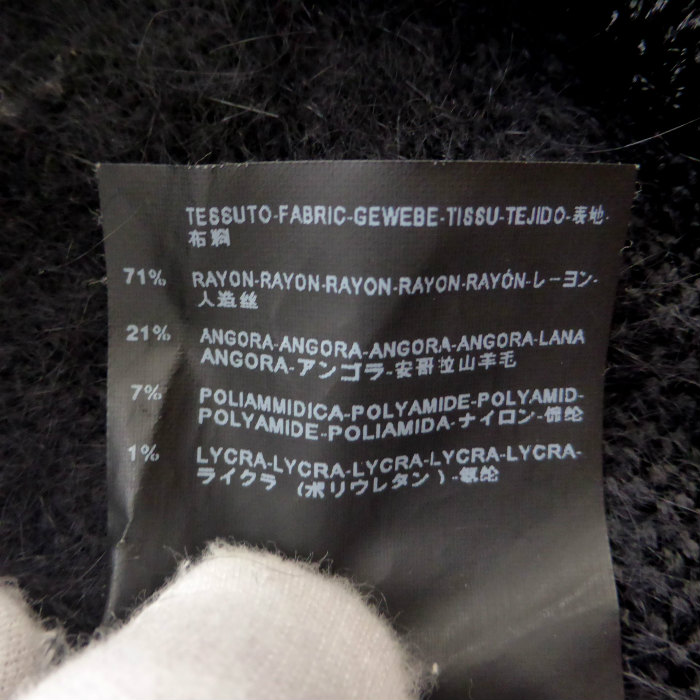 TESSUTO-FABRIC-GEWEBE-TISSU-TEJIDO-表地-
布料
71% RAYON-RAYON-RAYON-RAYON-RAYÓN-レーヨン-
人造丝
21% ANGORA-ANGORA-ANGORA-ANGORA-LANA
ANGORA-アンゴラ-安哥拉山羊毛
7% POLIAMMIDICA-POLYAMIDE-POLYAMID-
POLYAMIDE-POLIAMIDA-ナイロン-锦纶
1% LYCRA-LYCRA-LYCRA-LYCRA-LYCRA-
ライクラ (ポリウレタン)-氨纶